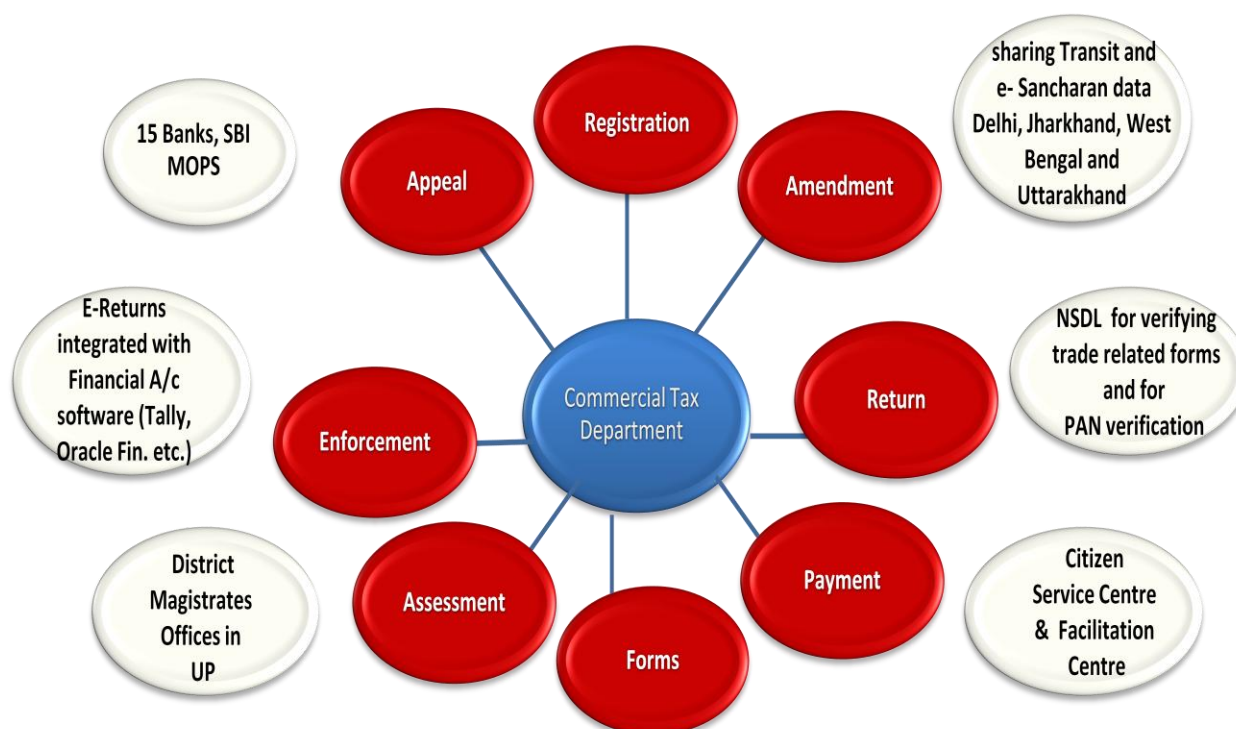 15 Banks, SBI
MOPS
Appeal
Registration
Amendment
sharing Transit and
e- Sancharan data
Delhi, Jharkhand, West
Bengal and
Uttarakhand
E-Returns
integrated with
Financial A/c
software (Tally,
Oracle Fin. etc.)
Enforcement
Commercial Tax
Department
Return
NSDL for verifying
trade related forms
and for
PAN verification
District
Magistrates
Offices in
UP
Assessment
Forms
Payment
Citizen
Service Centre
& Facilitation
Centre